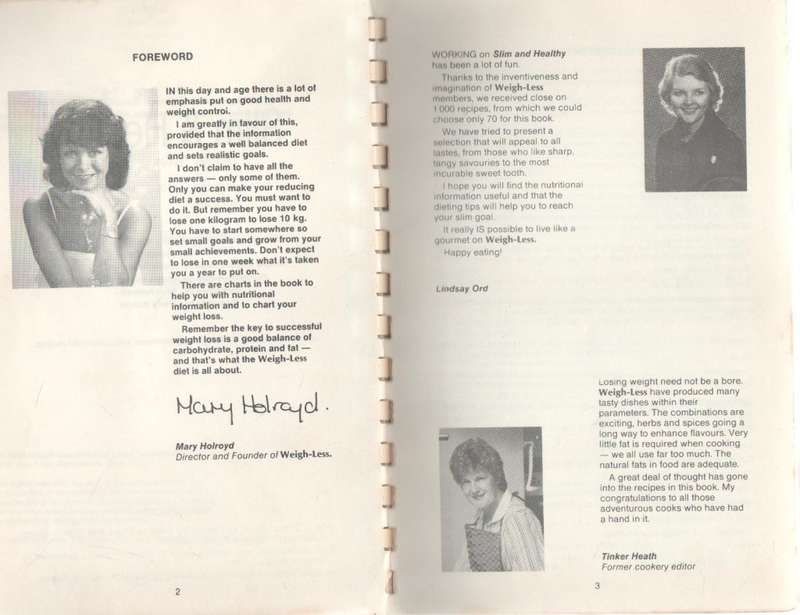 FOREWORD
IN this day and age there is a lot of
emphasis put on good health and
weight control.
I am greatly in favour of this,
provided that the information
encourages a well balanced diet
and sets realistic goals.
I don't claim to have all the
answers — only some of them.
Only you can make your reducing
diet a success. You must want to
do it. But remember you have to
lose one kilogram to lose 10 kg.
You have to start somewhere so
set small goals and grow from your
small achievements. Don't expect
to lose in one week what it's taken
you a year to put on.
There are charts in the book to
help you with nutritional
information and to chart your
weight loss.
Remember the key to successful
weight loss is a good balance of
carbohydrate, protein and fat —
and that's what the Weigh-Less
diet is all about.
Mary Holroyd.
Mary Holroyd
Director and Founder of Weigh-Less.
2
WORKING on Slim and Healthy
has been a lot of fun.
Thanks to the inventiveness and
imagination of Weigh-Less
members, we received close on
1 000 recipes, from which we could
choose only 70 for this book.
We have tried to present a
selection that will appeal to all
tastes, from those who like sharp,
tangy savouries to the most
incurable sweet tooth.
I hope you will find the nutritional
information useful and that the
dieting tips will help you to reach
your slim goal.
It really IS possible to live like a
gourmet on Weigh-Less.
Happy eating!
Lindsay Ord
Losing weight need not be a bore.
Weigh-Less have produced many
tasty dishes within their
parameters. The combinations are
exciting, herbs and spices going a
long way to enhance flavours. Very
little fat is required when cooking
— we all use far too much. The
natural fats in food are adequate.
A great deal of thought has gone
into the recipes in this book. My
congratulations to all those
adventurous cooks who have had
a hand in it.
Tinker Heath
Former cookery editor
3